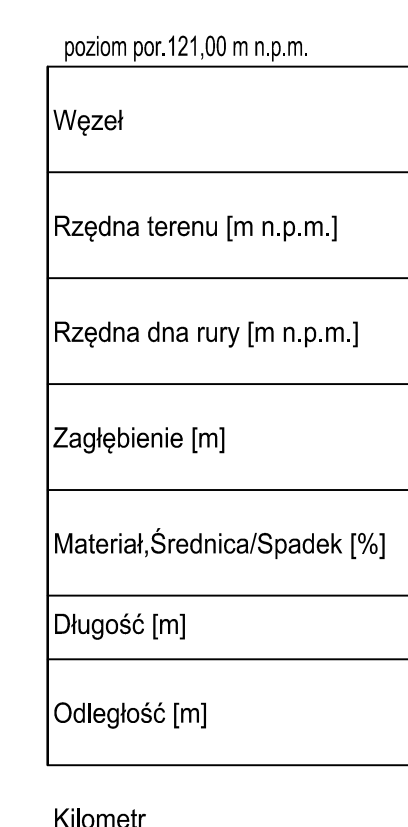 poziom por.121,00 m n.p.m.
Węzeł
Rzędna terenu [m n.p.m.]
Rzędna dna rury [m n.p.m.]
Zagłębienie [m]
Materiał,Średnica/Spadek [%]
Długość [m]
Odległość [m]
Kilometr